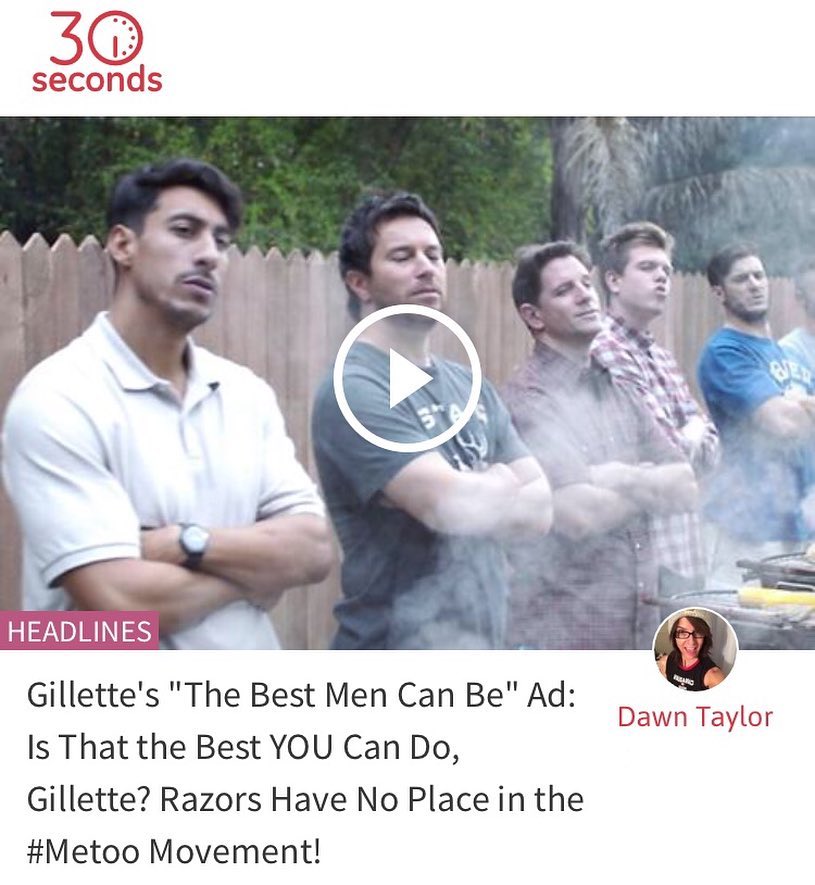 30
seconds
HEADLINES
Gillette's "The Best Men Can Be" Ad:
Is That the Best YOU Can Do,
Gillette? Razors Have No Place in the
#Metoo Movement!
Dawn Taylor